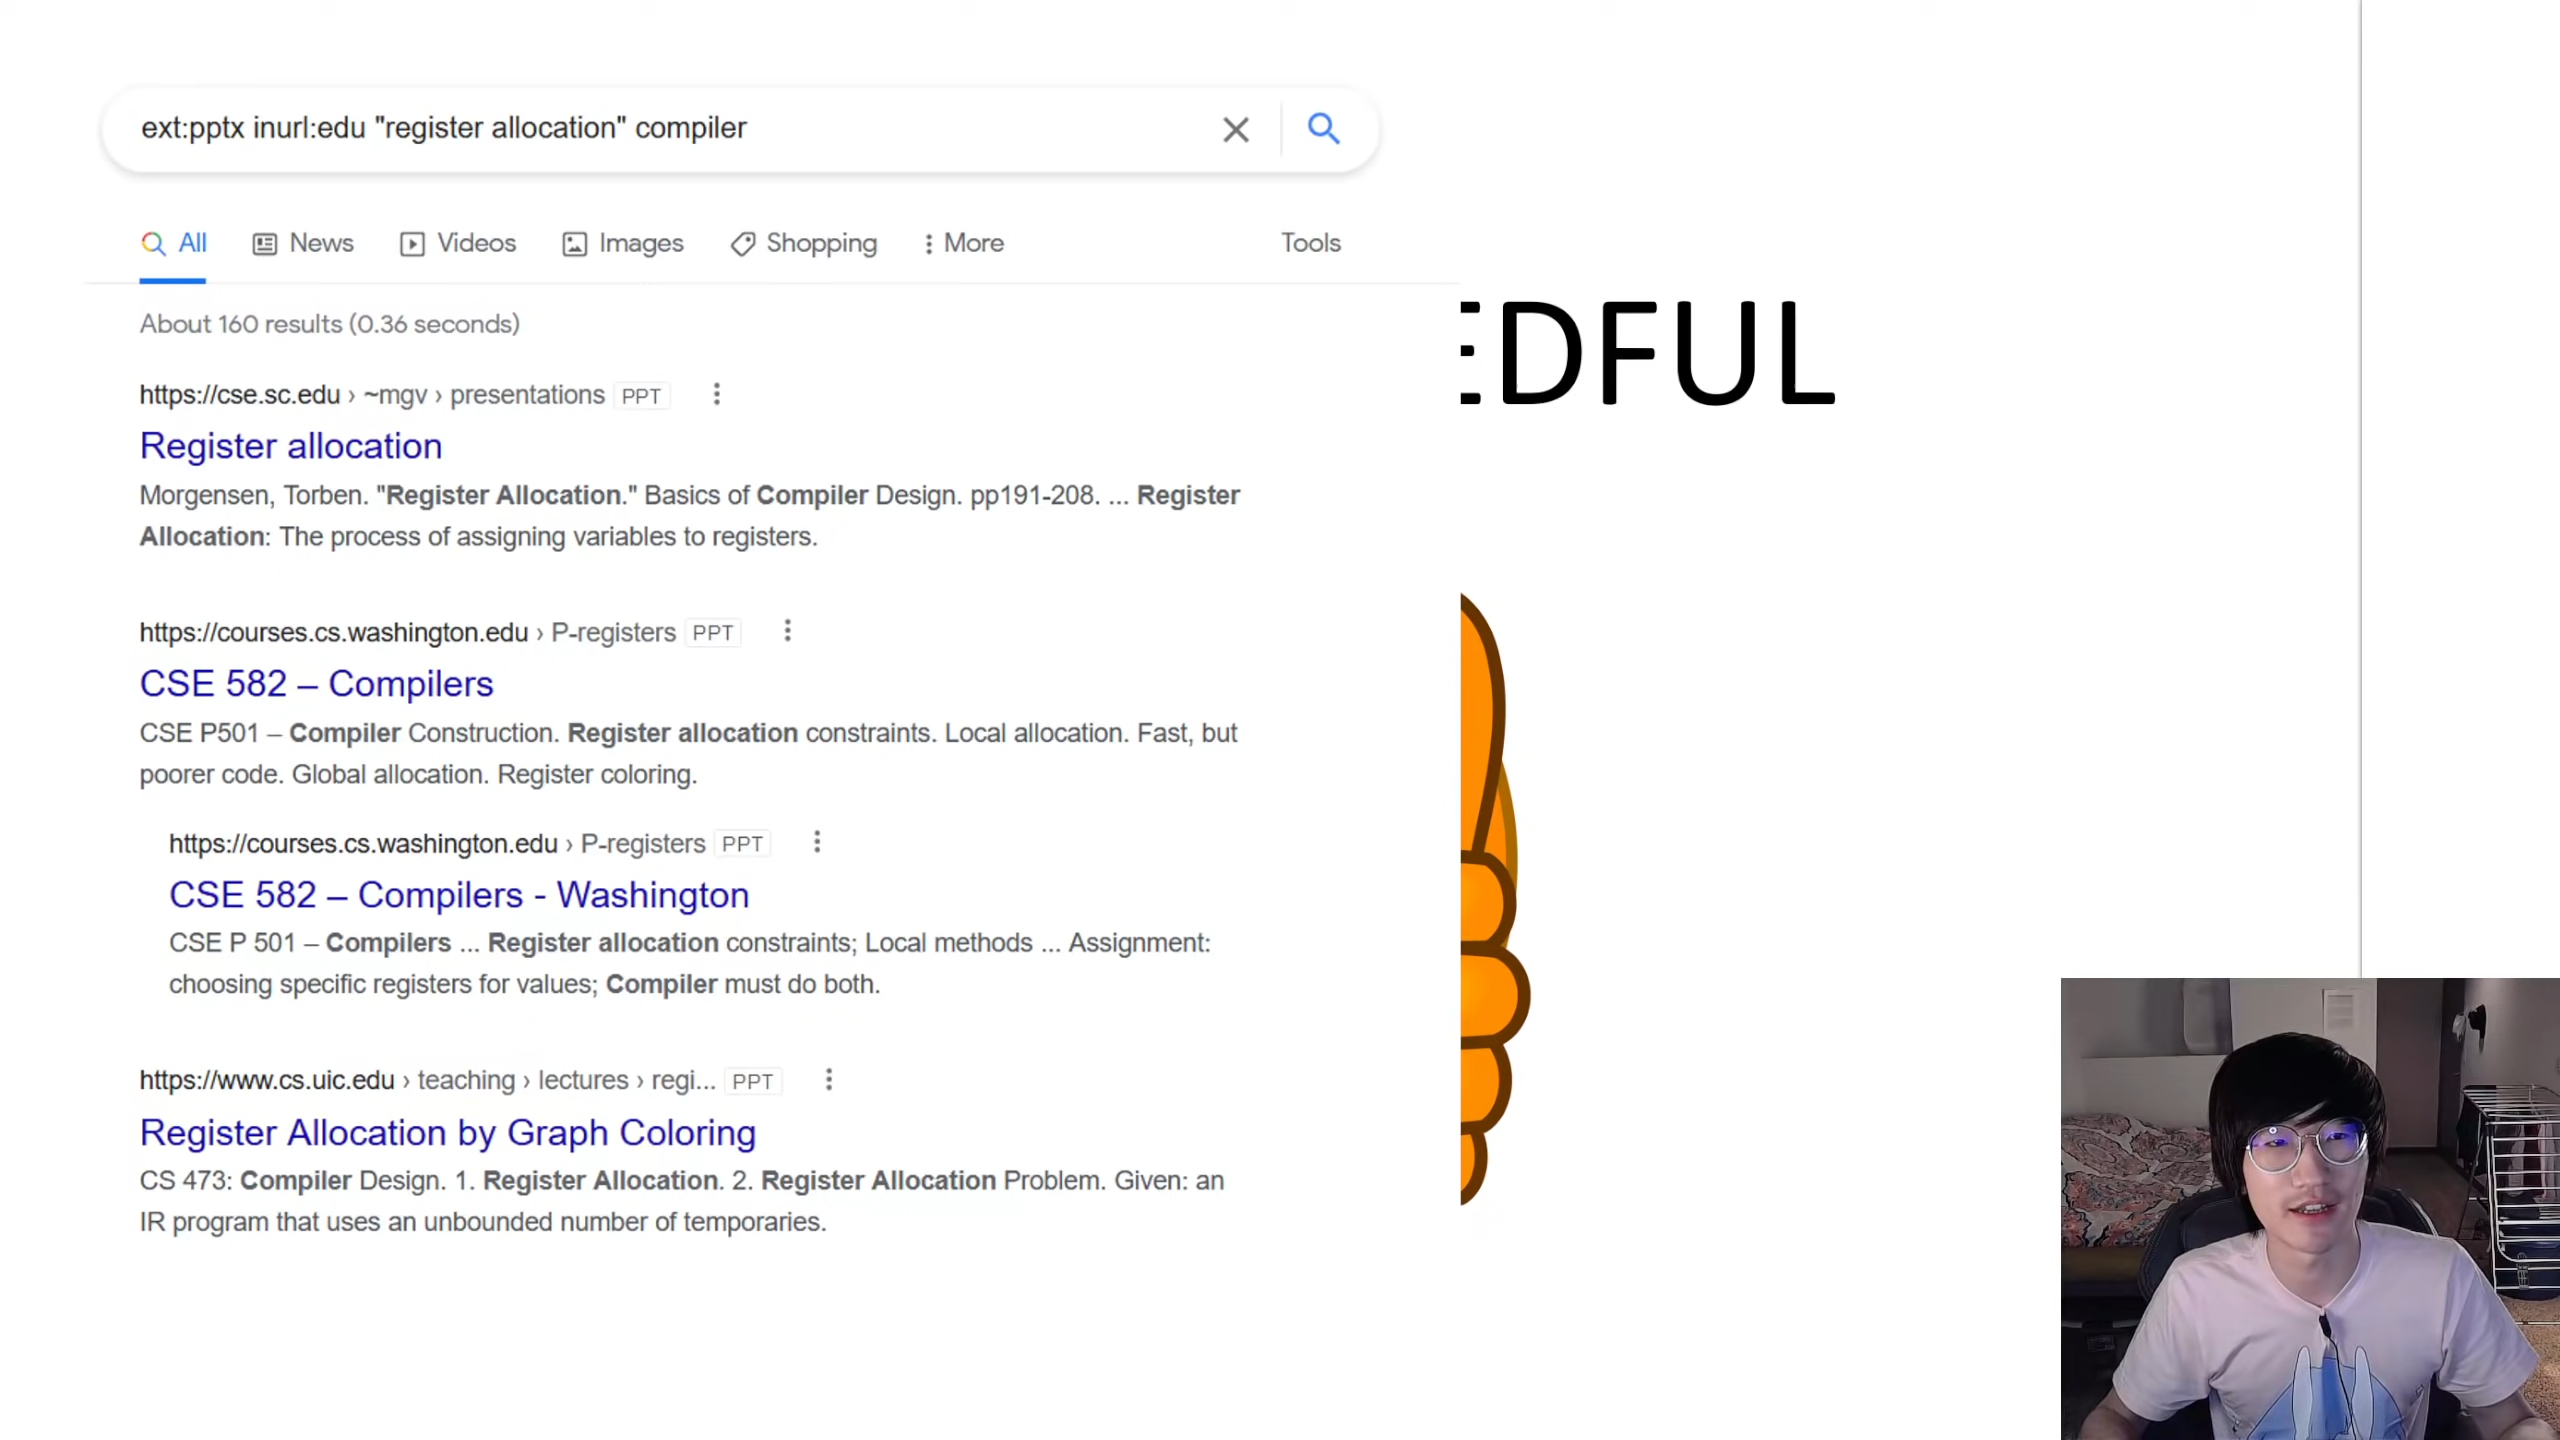 ext:pptx inurl:edu "register allocation" compiler
All News Videos Images Shopping More Tools
About 160 results (0.36 seconds)
https://cse.sc.edu › ~mgv › presentations PPT
Register allocation
Morgensen, Torben. "Register Allocation." Basics of Compiler Design. pp191-208. ... Register
Allocation: The process of assigning variables to registers.
https://courses.cs.washington.edu › P-registers PPT
CSE 582 – Compilers
CSE P501 – Compiler Construction. Register allocation constraints. Local allocation. Fast, but
poorer code. Global allocation. Register coloring.
https://courses.cs.washington.edu › P-registers PPT
CSE 582 – Compilers - Washington
CSE P 501 – Compilers ... Register allocation constraints; Local methods ... Assignment:
choosing specific registers for values; Compiler must do both.
https://www.cs.uic.edu › teaching › lectures › regi... PPT
Register Allocation by Graph Coloring
CS 473: Compiler Design. 1. Register Allocation. 2. Register Allocation Problem. Given: an
IR program that uses an unbounded number of temporaries.
EDFUL